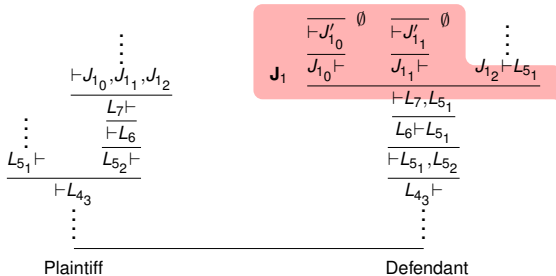 ⊢J′₁₀ ∅ ⊢J′₁₁ ∅
⊢J₁₀,J₁₁,J₁₂ J₁ J₁₀⊢ J₁₁⊢ J₁₂⊢L₅₁
L₇⊢ ⊢L₇,L₅₁
⊢L₆ L₆⊢L₅₁
L₅₁⊢ L₅₂⊢ ⊢L₅₁,L₅₂
⊢L₄₃ L₄₃⊢
Plaintiff Defendant